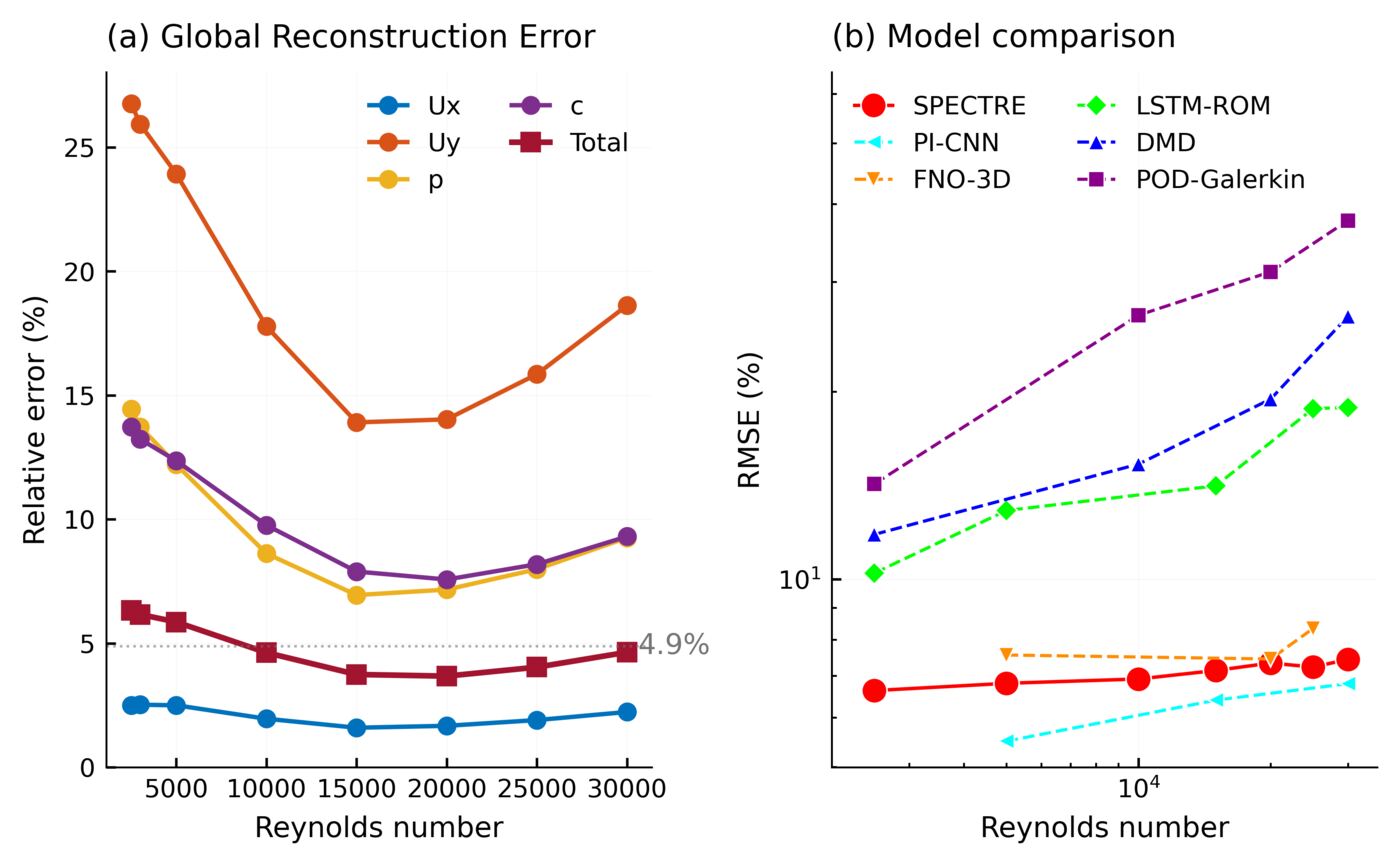 (a) Global Reconstruction Error
Relative error (%)
25
20
15
10
5
0
Ux
Uy
p
c
Total
4.9%
5000 10000 15000 20000 25000 30000
Reynolds number
(b) Model comparison
RMSE (%)
10¹
SPECTRE
PI-CNN
FNO-3D
LSTM-ROM
DMD
POD-Galerkin
10⁴
Reynolds number